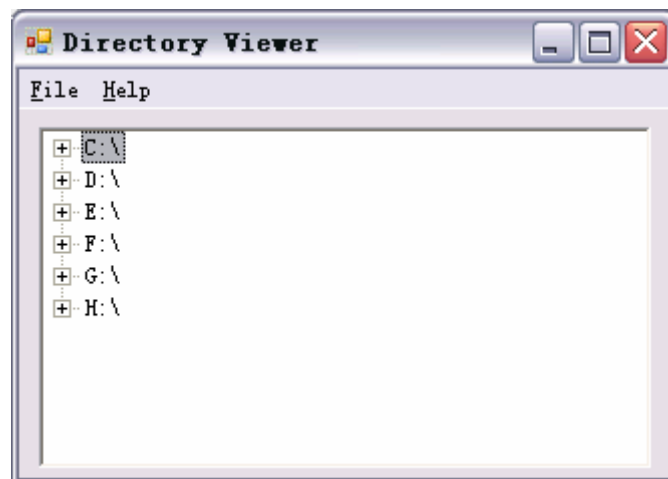 Directory Viewer
File Help
C:\
D:\
E:\
F:\
G:\
H:\